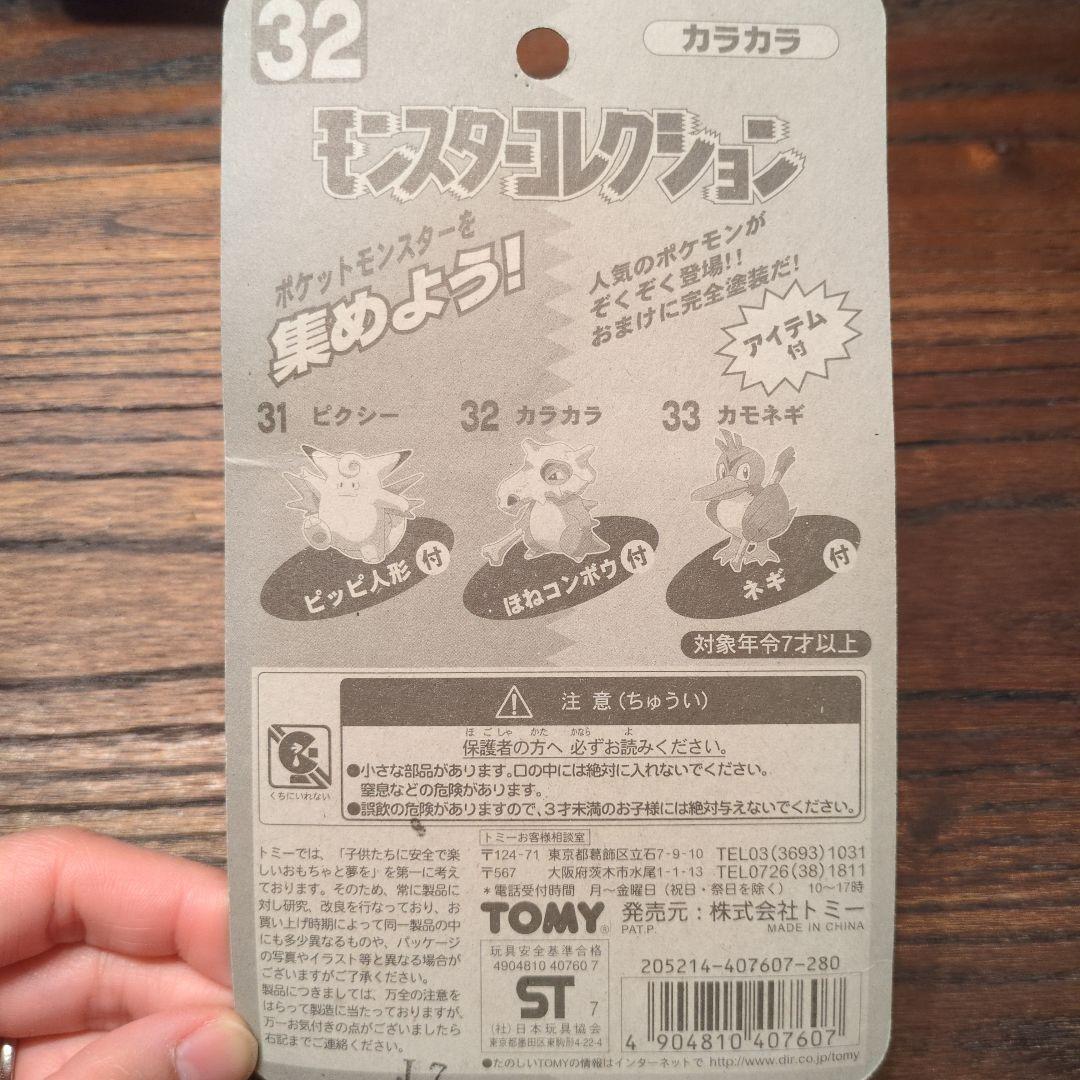 32
カラカラ
モンスターコレクション
ポケットモンスターを
集めよう!
人気のポケモンが
ぞくぞく登場!!
おまけに完全塗装だ!
アイテム
付
31 ピクシー
32 カラカラ
33 カモネギ
ピッピ人形 付
ほねコンボウ 付
ネギ 付
対象年令7才以上
注 意(ちゅうい)
ほごしゃ かた かなら よ
保護者の方へ 必ずお読みください。
●小さな部品があります。口の中には絶対に入れないでください。
窒息などの危険があります。
●誤飲の危険がありますので、3才未満のお子様には絶対与えないでください。
くちにいれない
トミーでは、「子供たちに安全で楽
しいおもちゃと夢を」を第一に考え
ております。そのため、常に製品に
対し研究、改良を行なっており、お
買い上げ時期によって同一製品の中
にも多少異なるものや、パッケージ
の写真やイラスト等と異なる場合が
ございますがご了承ください。
製品につきましては、万全の注意を
はらって製造に当たっておりますが、
万一お気付きの点がございましたら
右記までご連絡ください。
トミーお客様相談室
〒124-71 東京都葛飾区立石7-9-10 TEL03(3693)1031
〒567 大阪府茨木市水尾1-1-13 TEL0726(38)1811
*電話受付時間 月〜金曜日(祝日・祭日を除く) 10〜17時
TOMY® 発売元:株式会社トミー
PAT.P. MADE IN CHINA
玩具安全基準合格
4904810 40760 7
ST 7
(社)日本玩具協会
東京都墨田区東駒形4-22-4
205214-407607-280
4 904810 407607
●たのしいTOMYの情報はインターネットで http://www.dir.co.jp/tomy